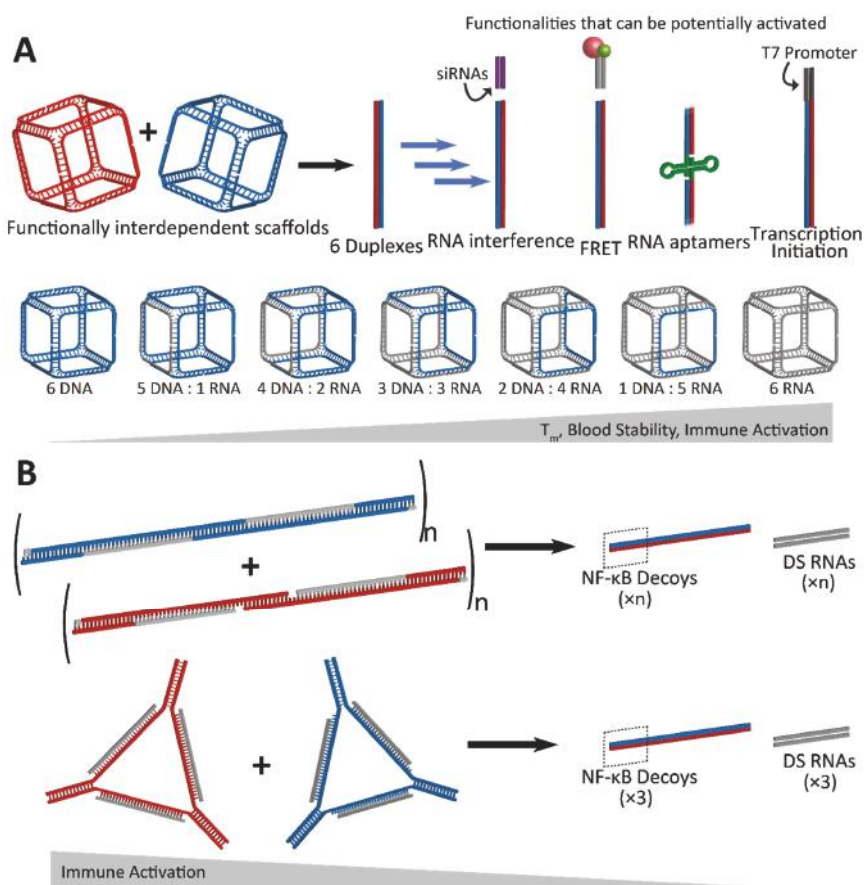 A
Functionalities that can be potentially activated
T7 Promoter
siRNAs
+
Functionally interdependent scaffolds
6 Duplexes
RNA interference
FRET
RNA aptamers
Transcription
Initiation
6 DNA
5 DNA : 1 RNA
4 DNA : 2 RNA
3 DNA : 3 RNA
2 DNA : 4 RNA
1 DNA : 5 RNA
6 RNA
Tm, Blood Stability, Immune Activation
B
( )n
+
( )n
NF-κB Decoys
(×n)
DS RNAs
(×n)
+
NF-κB Decoys
(×3)
DS RNAs
(×3)
Immune Activation